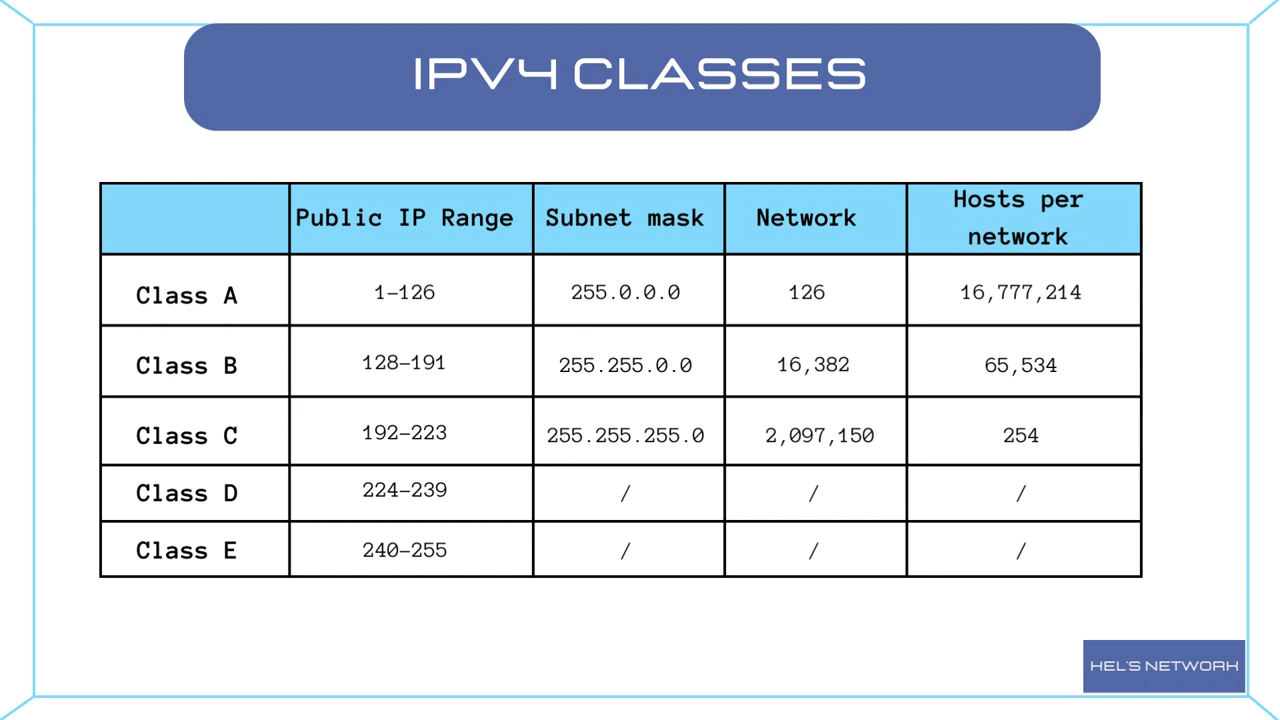 IPV4 CLASSES
Public IP Range Subnet mask Network Hosts per network
Class A 1-126 255.0.0.0 126 16,777,214
Class B 128-191 255.255.0.0 16,382 65,534
Class C 192-223 255.255.255.0 2,097,150 254
Class D 224-239 / / /
Class E 240-255 / / /
HEL'S NETWORK